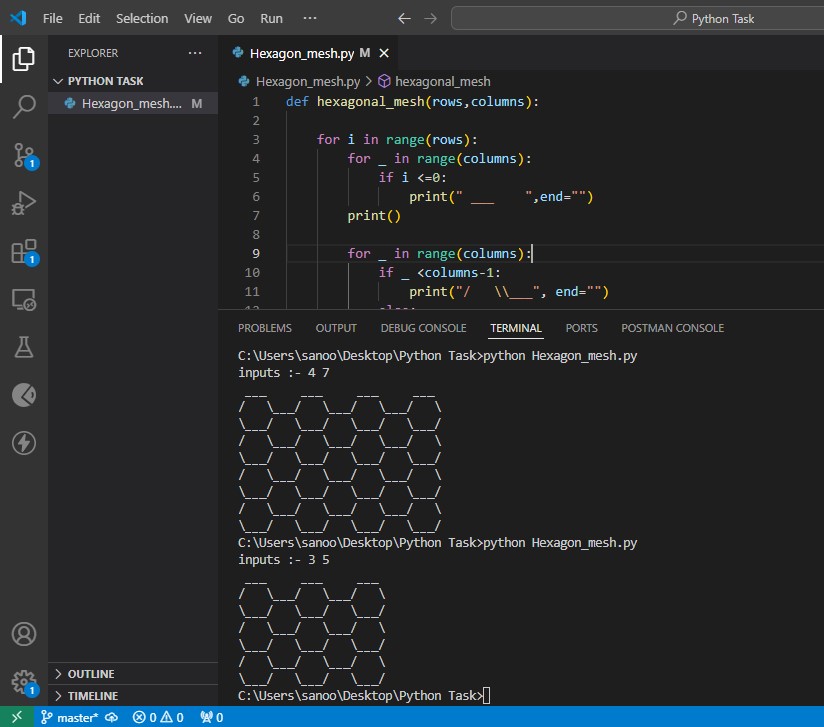 File Edit Selection View Go Run ··· Python Task
EXPLORER ···
PYTHON TASK
Hexagon_mesh.... M
Hexagon_mesh.py M
Hexagon_mesh.py > hexagonal_mesh
1 def hexagonal_mesh(rows,columns):
2
3     for i in range(rows):
4         for _ in range(columns):
5             if i <=0:
6                 print(" ___    ",end="")
7         print()
8
9         for _ in range(columns):
10             if _ <columns-1:
11                 print("/   \\___", end="")
12             else:
PROBLEMS OUTPUT DEBUG CONSOLE TERMINAL PORTS POSTMAN CONSOLE
C:\Users\sanoo\Desktop\Python Task>python Hexagon_mesh.py
inputs :- 4 7
 ___     ___     ___     ___
/   \___/   \___/   \___/   \
\___/   \___/   \___/   \___/
/   \___/   \___/   \___/   \
\___/   \___/   \___/   \___/
/   \___/   \___/   \___/   \
\___/   \___/   \___/   \___/
/   \___/   \___/   \___/   \
\___/   \___/   \___/   \___/
C:\Users\sanoo\Desktop\Python Task>python Hexagon_mesh.py
inputs :- 3 5
 ___     ___     ___
/   \___/   \___/   \
\___/   \___/   \___/
/   \___/   \___/   \
\___/   \___/   \___/
/   \___/   \___/   \
\___/   \___/   \___/
C:\Users\sanoo\Desktop\Python Task>
1
1
1
OUTLINE
TIMELINE
master* 0 0 0